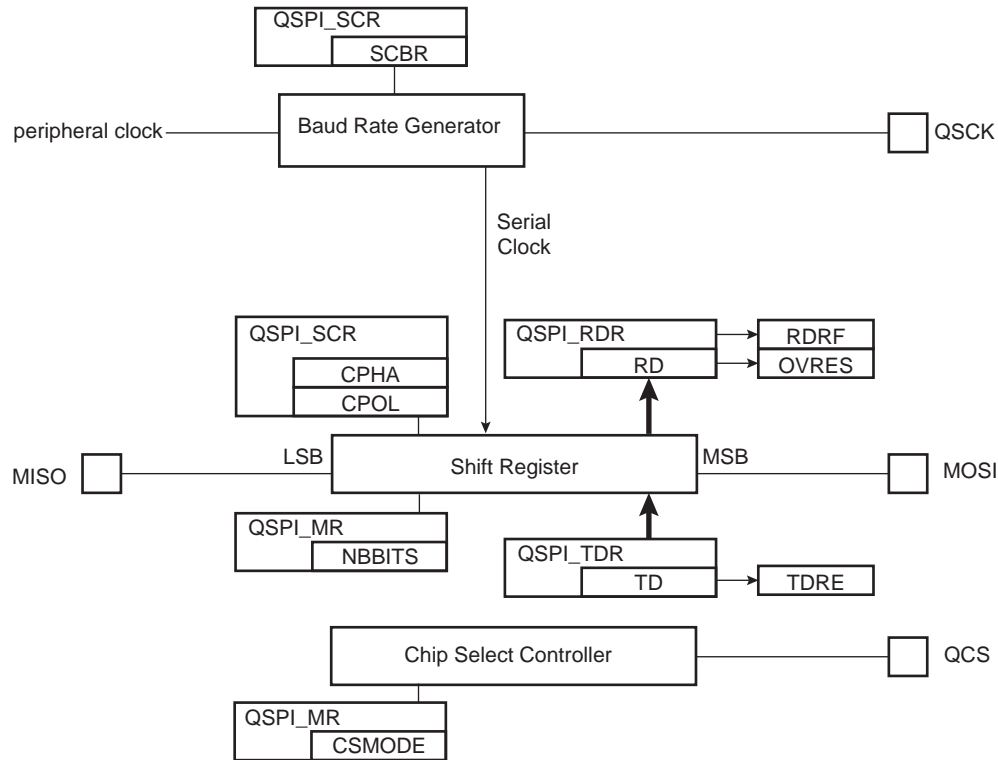 QSPI_SCR
SCBR
peripheral clock
Baud Rate Generator
QSCK
Serial
Clock
QSPI_SCR
CPHA
CPOL
QSPI_RDR
RD
RDRF
OVRES
MISO
LSB
Shift Register
MSB
MOSI
QSPI_MR
NBBITS
QSPI_TDR
TD
TDRE
Chip Select Controller
QCS
QSPI_MR
CSMODE